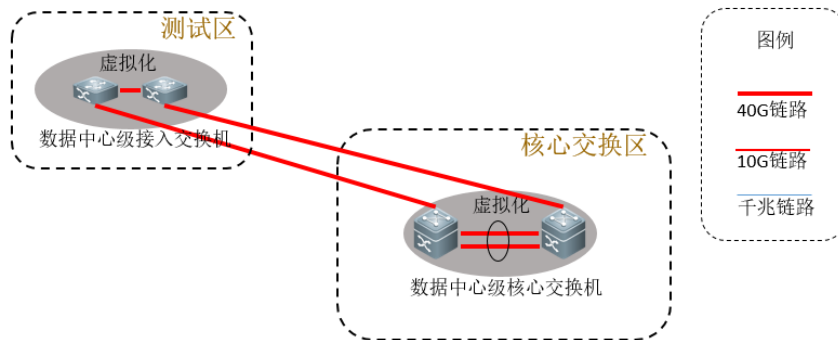 测试区
虚拟化
数据中心级接入交换机
核心交换区
虚拟化
数据中心级核心交换机
图例
40G链路
10G链路
千兆链路